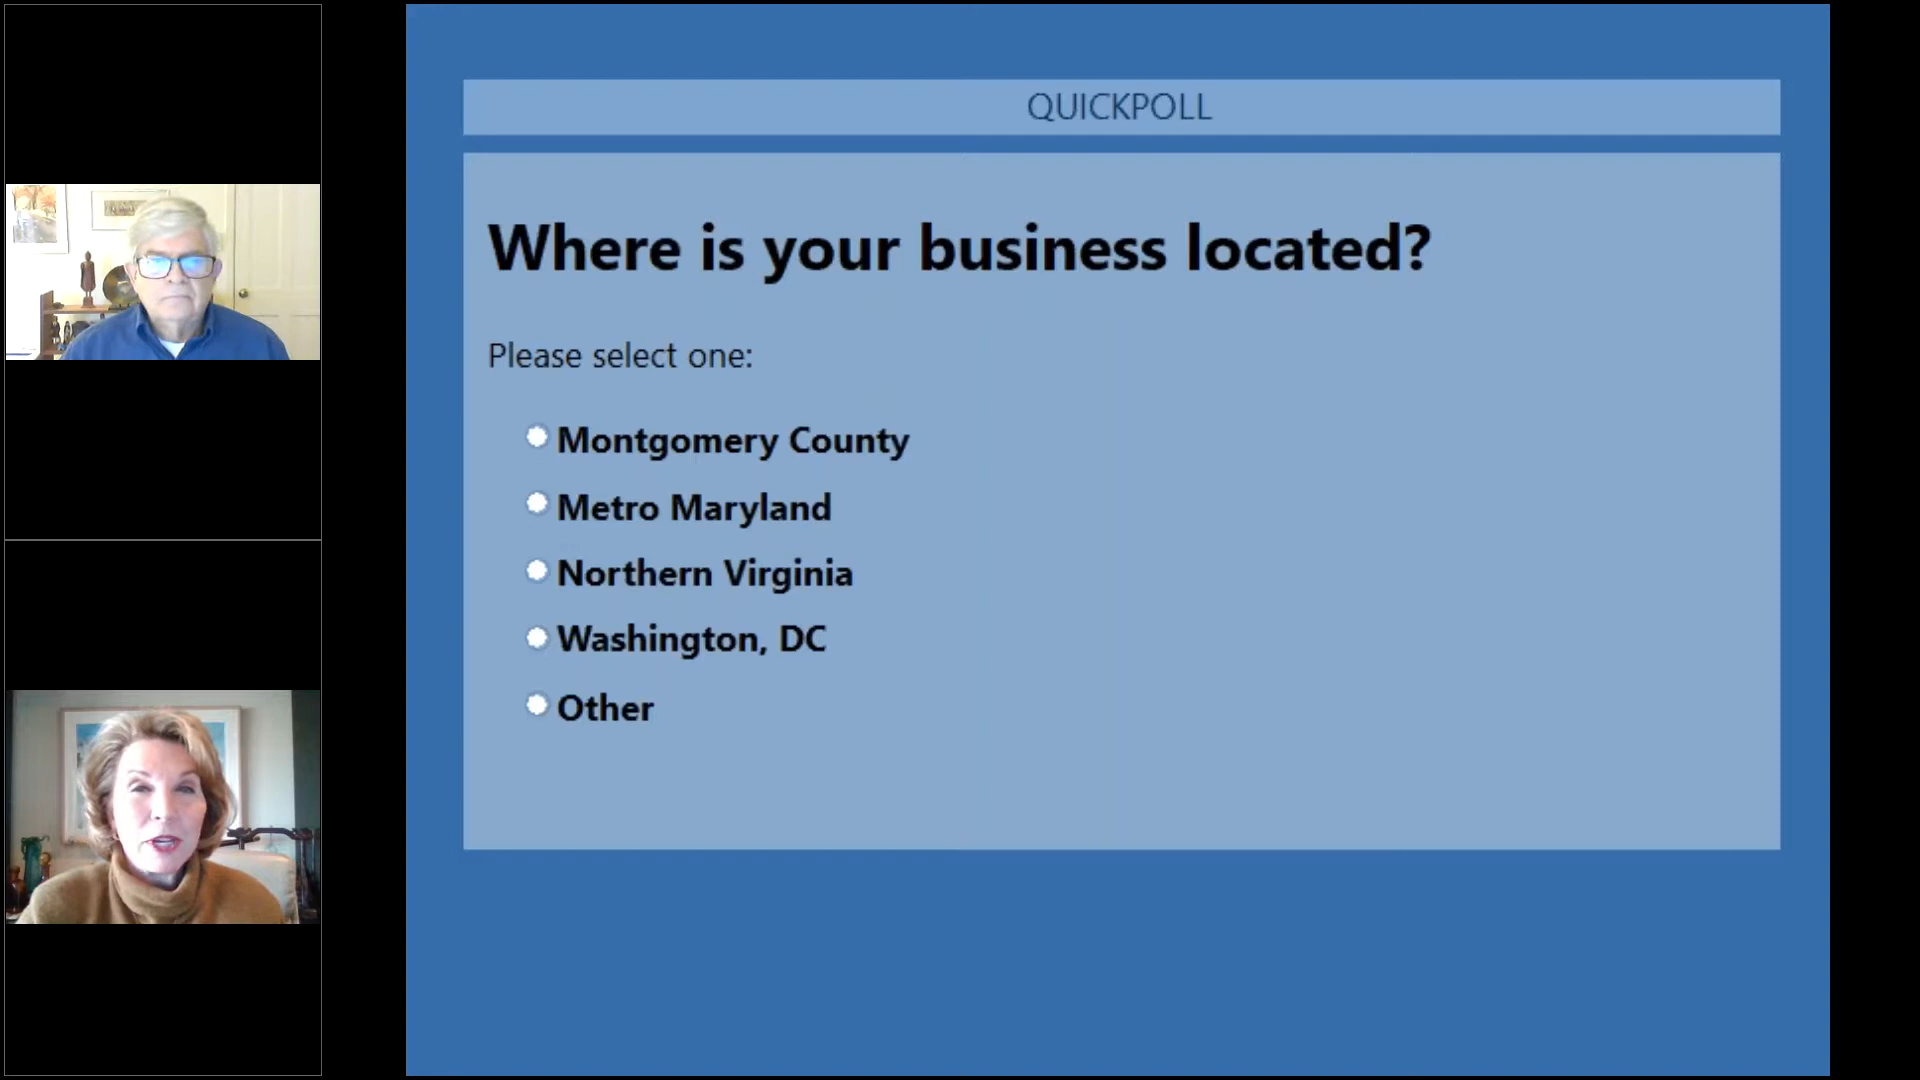 QUICKPOLL
Where is your business located?
Please select one:
Montgomery County
Metro Maryland
Northern Virginia
Washington, DC
Other